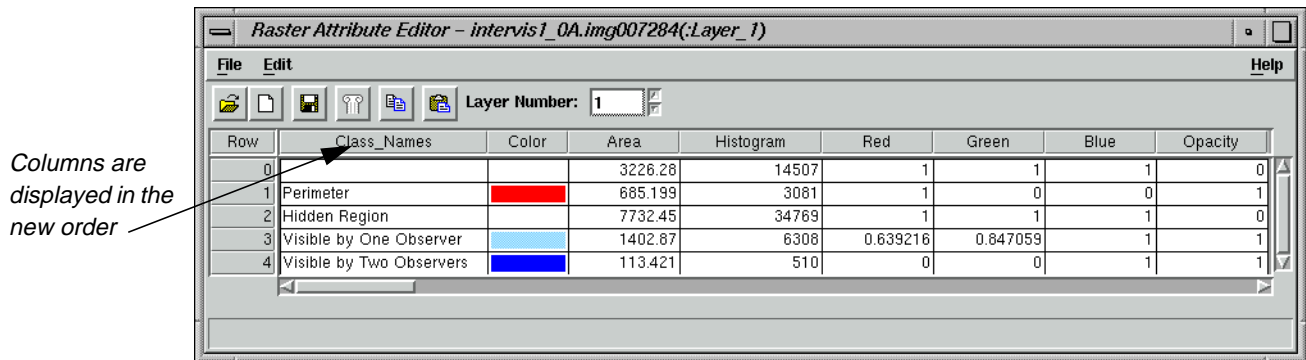 Raster Attribute Editor – intervis1_0A.img007284(:Layer_1)
File Edit Help
Layer Number: 1
Row Class_Names Color Area Histogram Red Green Blue Opacity
0 3226.28 14507 1 1 1 0
1 Perimeter 685.199 3081 1 0 0 1
2 Hidden Region 7732.45 34769 1 1 1 0
3 Visible by One Observer 1402.87 6308 0.639216 0.847059 1 1
4 Visible by Two Observers 113.421 510 0 0 1 1
Columns are
displayed in the
new order